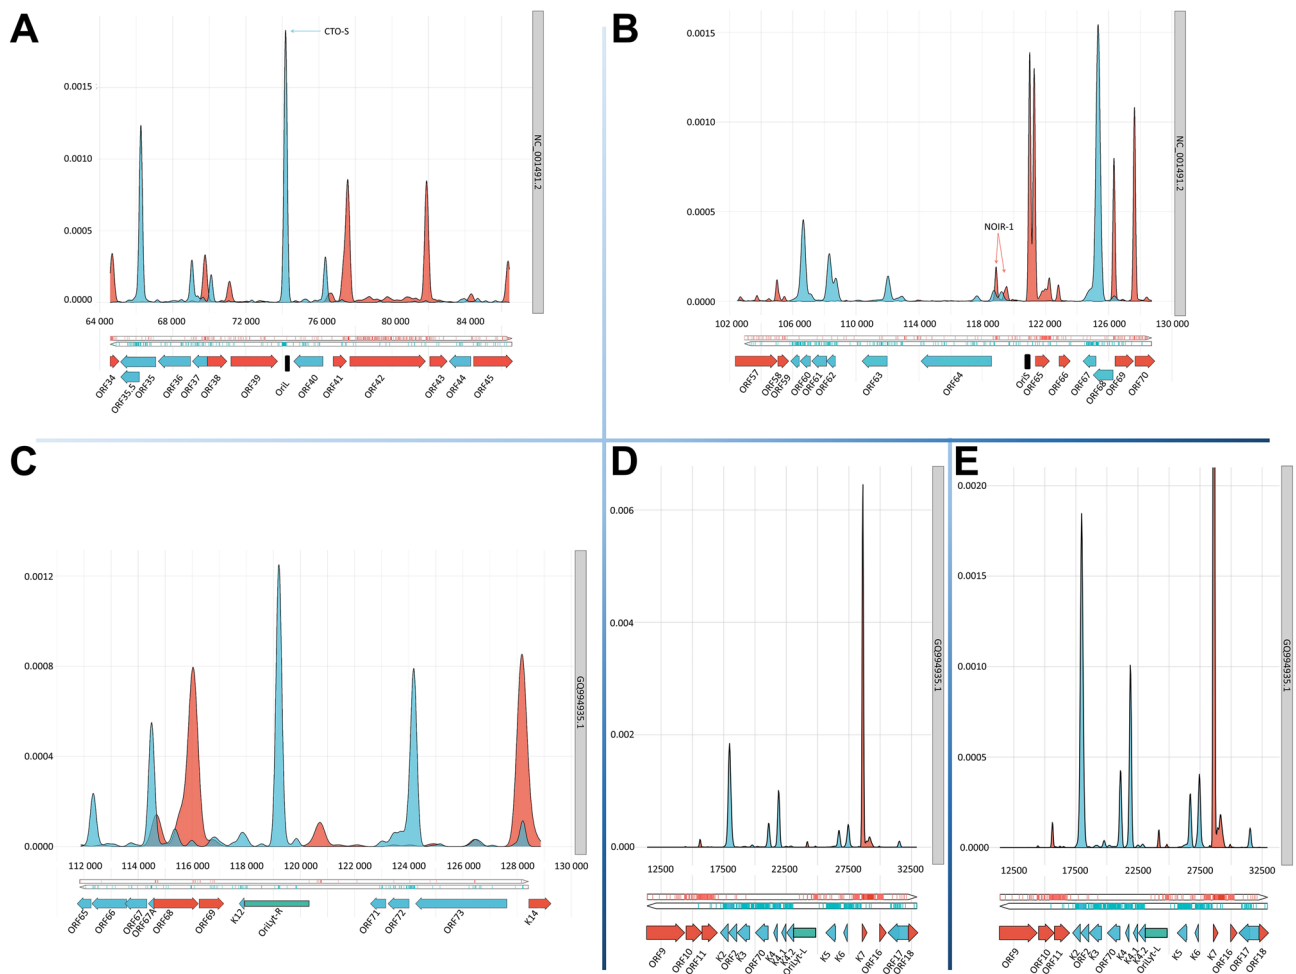 A
CTO-S
0.0015
0.0010
0.0005
0.0000
64 000 68 000 72 000 76 000 80 000 84 000
NC_001491.2
ORF34 ORF35.5 ORF35 ORF36 ORF37 ORF38 ORF39 OriL ORF40 ORF41 ORF42 ORF43 ORF44 ORF45
B
0.0015
0.0010
0.0005
0.0000
NOIR-1
102 000 106 000 110 000 114 000 118 000 122 000 126 000 130 000
NC_001491.2
ORF57 ORF58 ORF59 ORF60 ORF61 ORF62 ORF63 ORF64 OriS ORF65 ORF66 ORF67 ORF68 ORF69 ORF70
C
0.0012
0.0008
0.0004
0.0000
112 000 114 000 116 000 118 000 120 000 122 000 124 000 126 000 128 000 130 000
GQ994935.1
ORF65 ORF66 ORF67 ORF67A ORF68 ORF69 K12 OriLyt-R ORF71 ORF72 ORF73 K14
D
0.006
0.004
0.002
0.000
12500 17500 22500 27500 32500
GQ994935.1
ORF9 ORF10 ORF11 K2 ORF2 K3 ORF70 K4 K4.1 K4.2 OriLyt-L K5 K6 K7 ORF16 ORF17 ORF18
E
0.0020
0.0015
0.0010
0.0005
0.0000
12500 17500 22500 27500 32500
GQ994935.1
ORF9 ORF10 ORF11 K2 ORF2 K3 ORF70 K4 K4.1 K4.2 OriLyt-L K5 K6 K7 ORF16 ORF17 ORF18